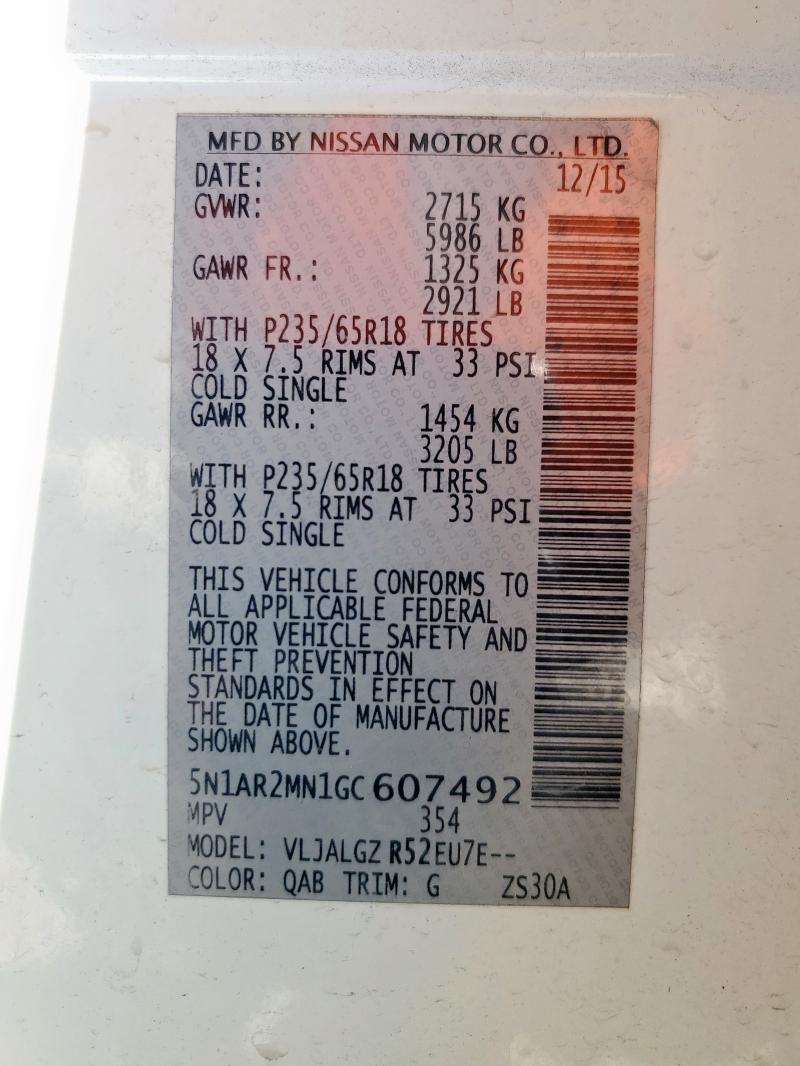 MFD BY NISSAN MOTOR CO., LTD.
DATE: 12/15
GVWR: 2715 KG
5986 LB
GAWR FR.: 1325 KG
2921 LB
WITH P235/65R18 TIRES
18 X 7.5 RIMS AT 33 PSI
COLD SINGLE
GAWR RR.: 1454 KG
3205 LB
WITH P235/65R18 TIRES
18 X 7.5 RIMS AT 33 PSI
COLD SINGLE
THIS VEHICLE CONFORMS TO
ALL APPLICABLE FEDERAL
MOTOR VEHICLE SAFETY AND
THEFT PREVENTION
STANDARDS IN EFFECT ON
THE DATE OF MANUFACTURE
SHOWN ABOVE.
5N1AR2MN1GC607492
MPV 354
MODEL: VLJALGZ R52EU7E--
COLOR: QAB TRIM: G ZS30A